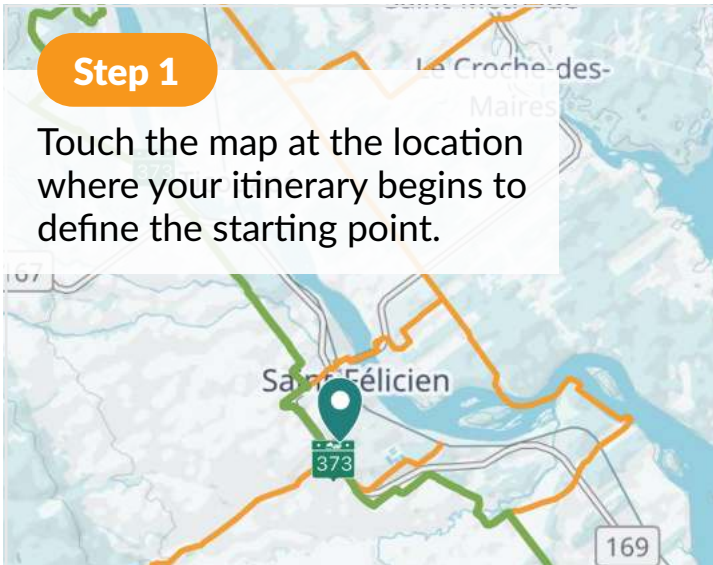 Le Croche-des-
Maires
Step 1
Touch the map at the location
where your itinerary begins to
define the starting point.
167
Saint-Félicien
373
169